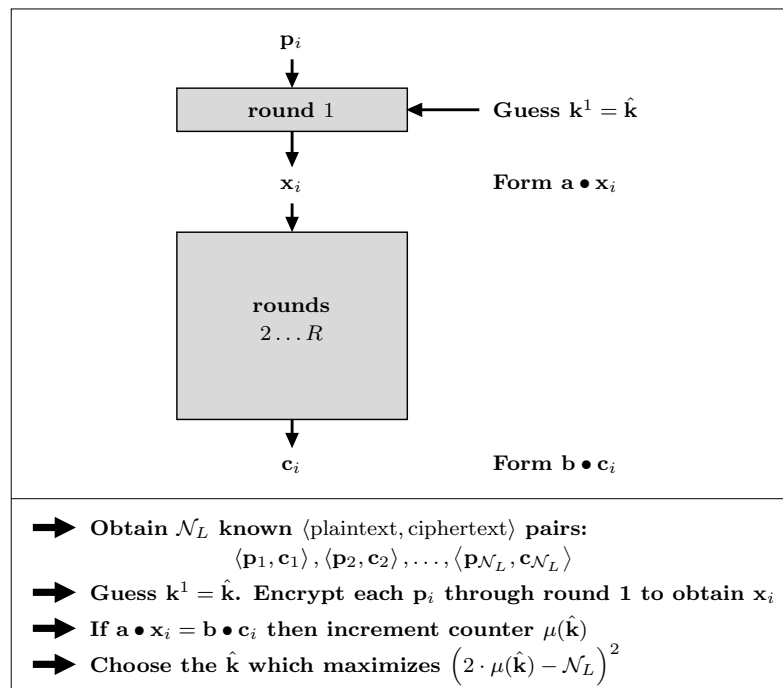 p_i
round 1
Guess k^1 = k̂
x_i
Form a • x_i
rounds
2 … R
c_i
Form b • c_i
Obtain 𝒩_L known ⟨plaintext, ciphertext⟩ pairs:
⟨p_1, c_1⟩, ⟨p_2, c_2⟩, …, ⟨p_{𝒩_L}, c_{𝒩_L}⟩
Guess k^1 = k̂. Encrypt each p_i through round 1 to obtain x_i
If a • x_i = b • c_i then increment counter μ(k̂)
Choose the k̂ which maximizes (2 · μ(k̂) − 𝒩_L)^2